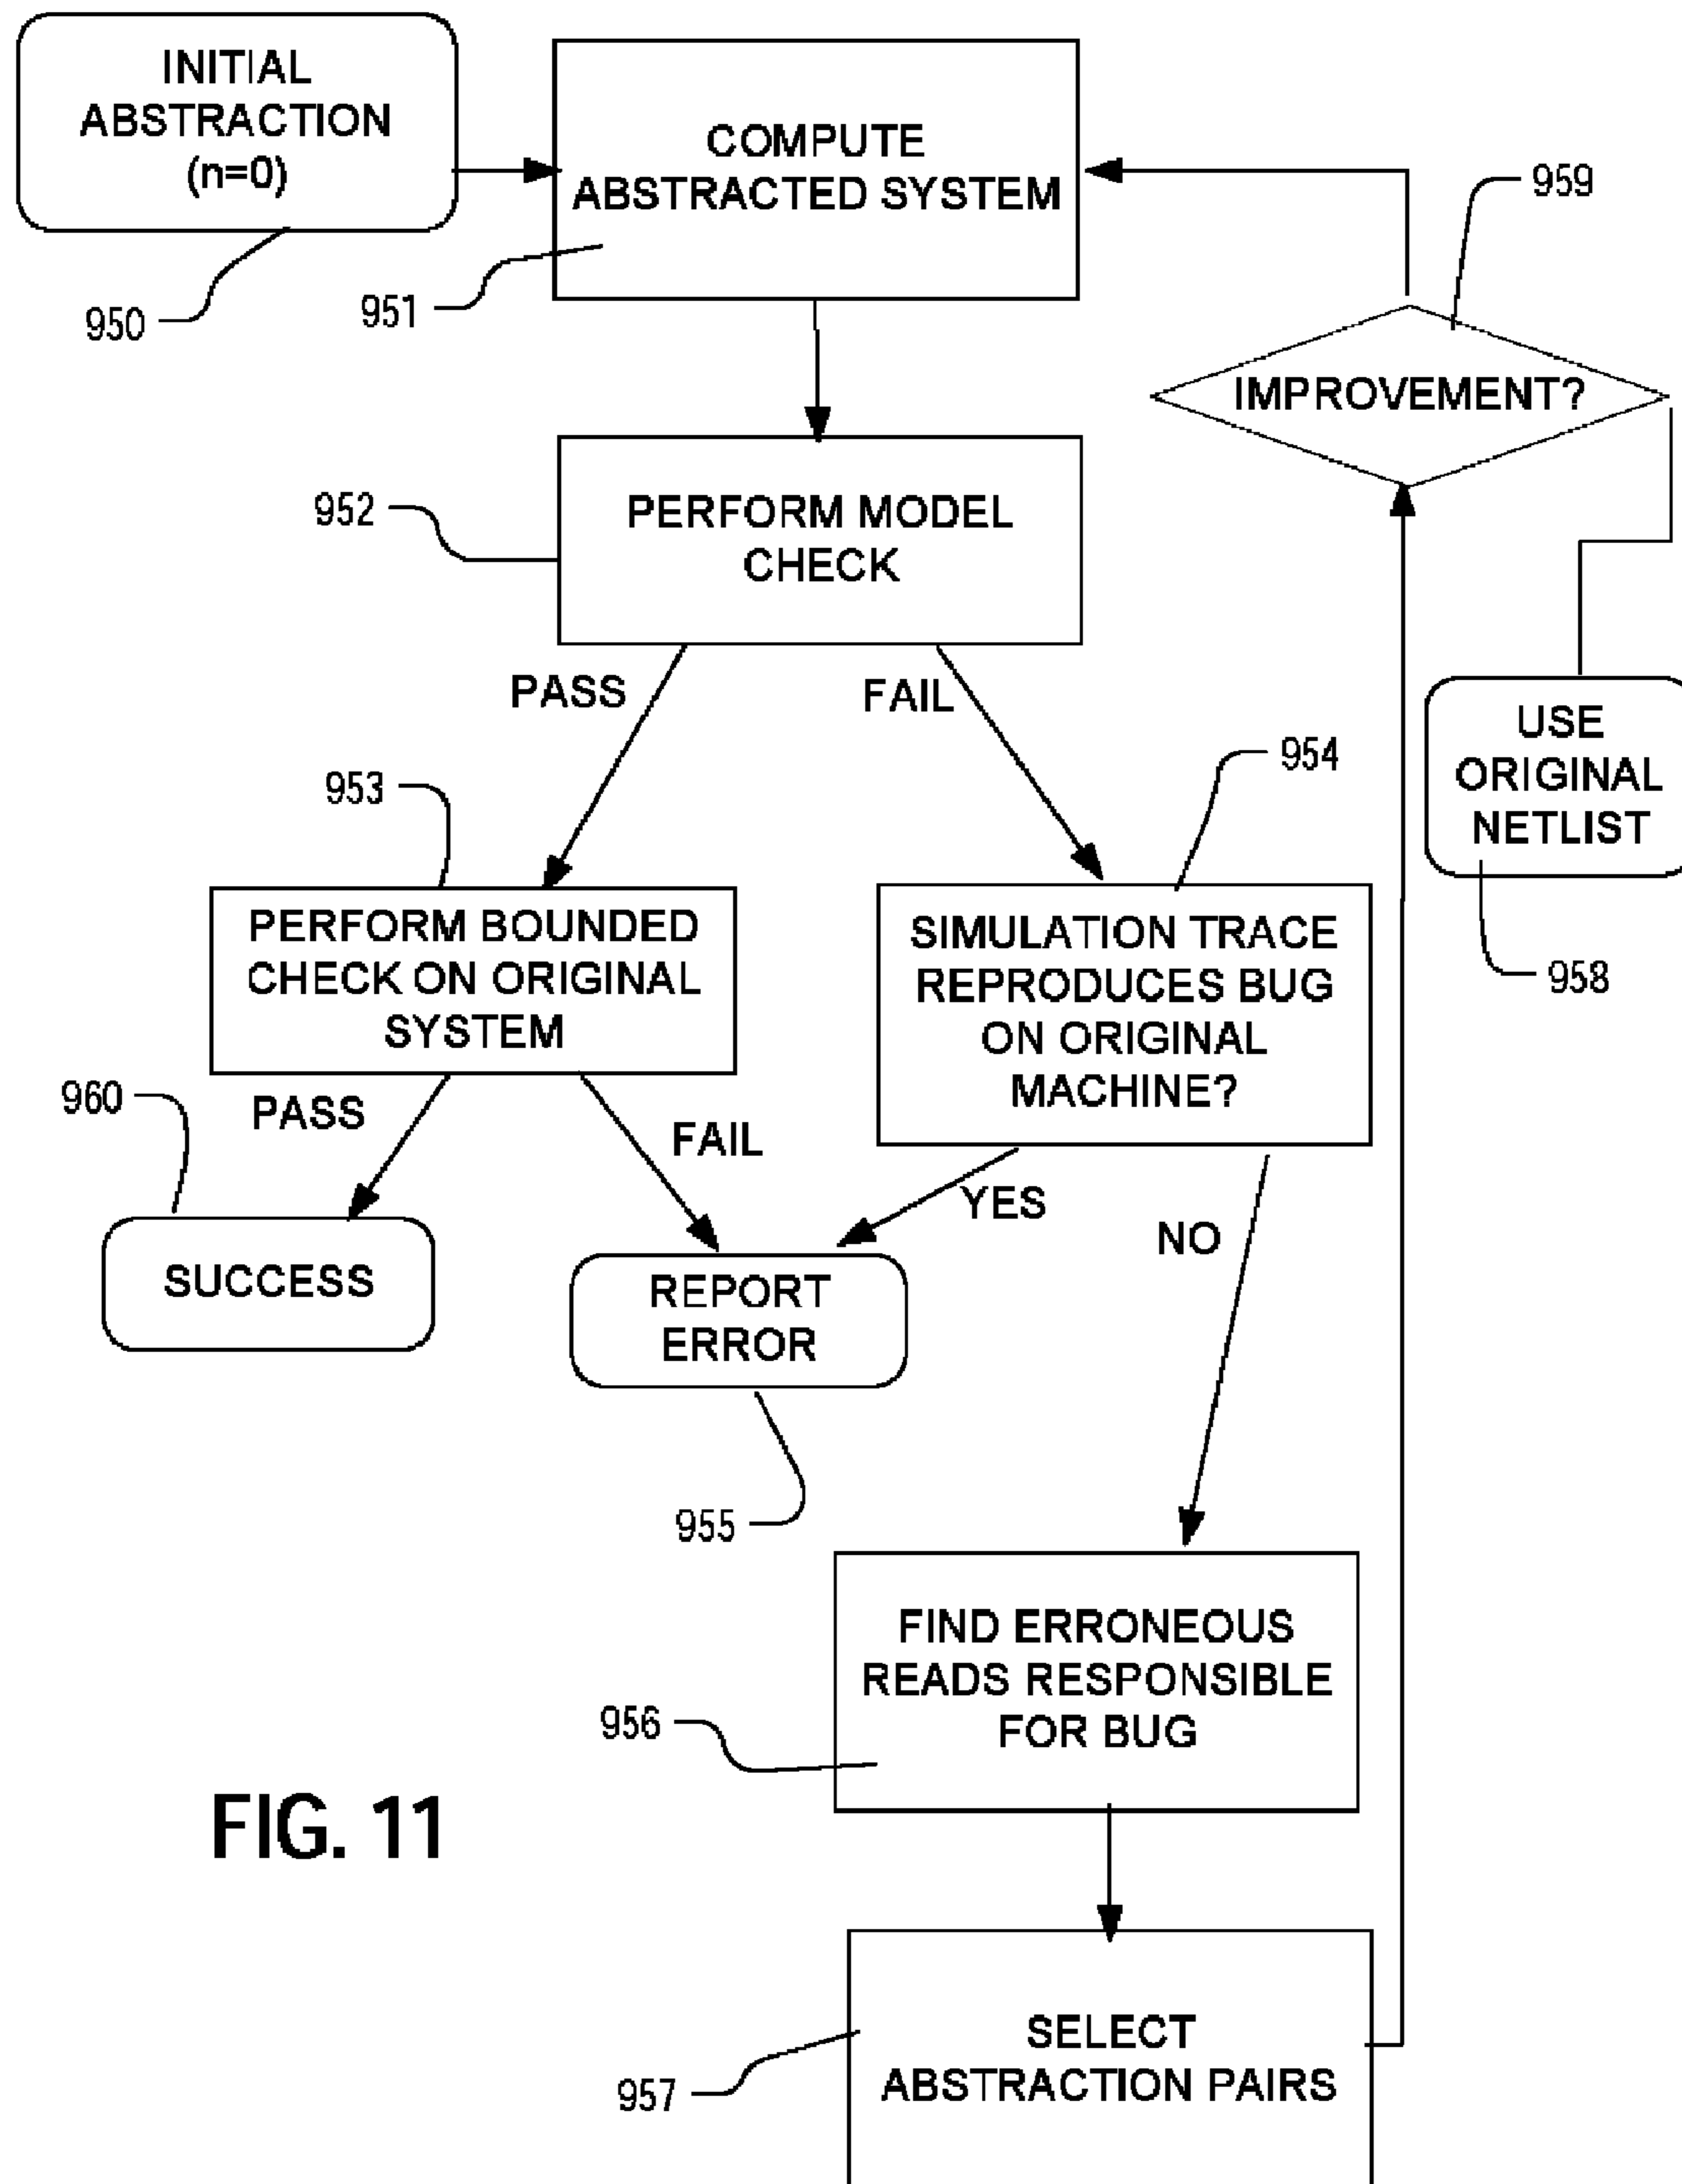 INITIAL
ABSTRACTION
(n=0)
950
COMPUTE
ABSTRACTED SYSTEM
951
959
IMPROVEMENT?
952
PERFORM MODEL
CHECK
PASS
FAIL
USE
ORIGINAL
NETLIST
958
953
954
PERFORM BOUNDED
CHECK ON ORIGINAL
SYSTEM
SIMULATION TRACE
REPRODUCES BUG
ON ORIGINAL
MACHINE?
960
PASS
FAIL
YES
NO
SUCCESS
REPORT
ERROR
955
FIND ERRONEOUS
READS RESPONSIBLE
FOR BUG
956
FIG. 11
SELECT
ABSTRACTION PAIRS
957